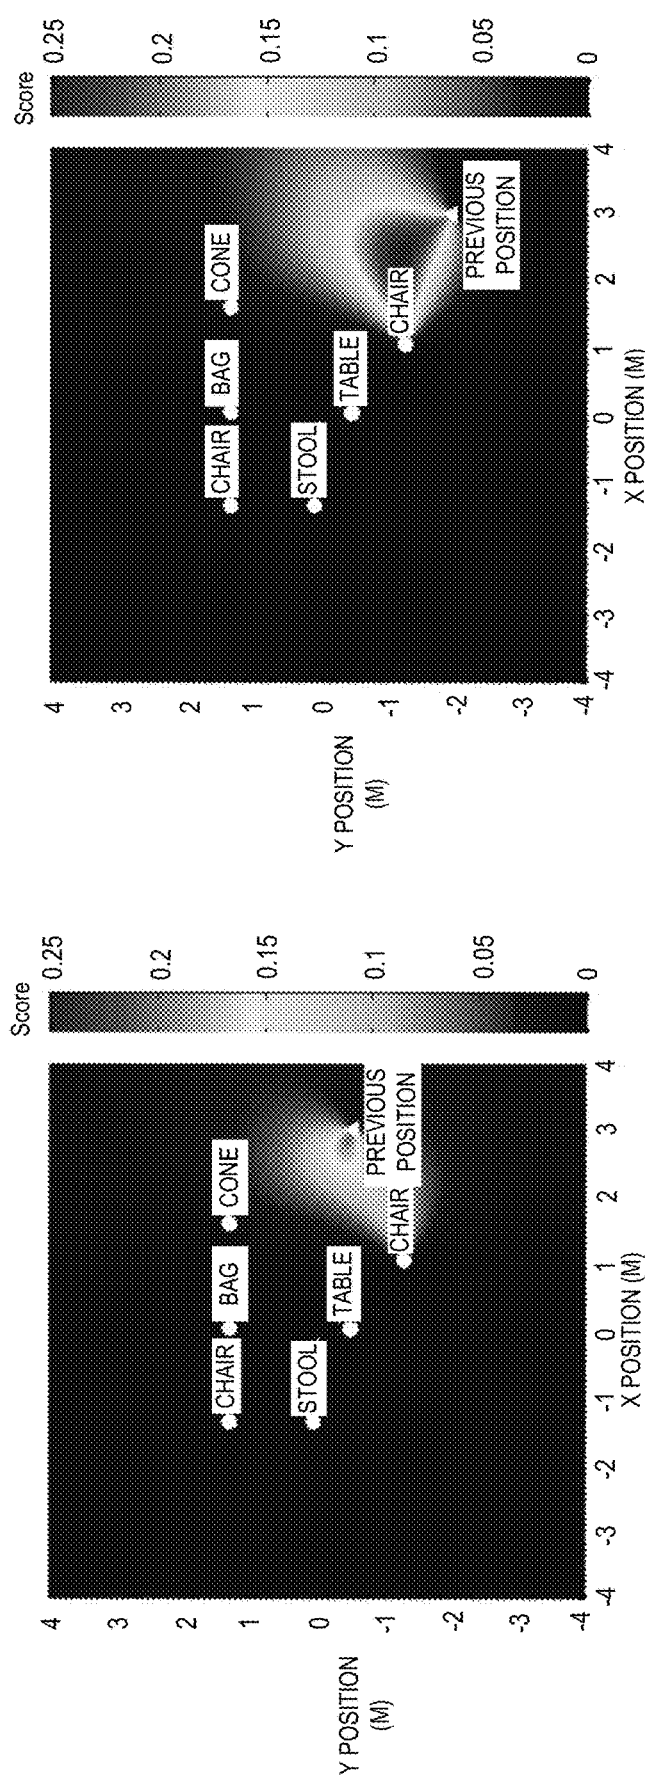 Score
0.25
0.2
0.15
0.1
0.05
0
4
3
2
1
0
-1
-2
-3
-4
Y POSITION
(M)
CHAIR
BAG
CONE
STOOL
TABLE
CHAIR
PREVIOUS
POSITION
-4
-3
-2
-1
0
1
2
3
4
X POSITION (M)
Score
0.25
0.2
0.15
0.1
0.05
0
4
3
2
1
0
-1
-2
-3
-4
Y POSITION
(M)
CHAIR
BAG
CONE
STOOL
TABLE
CHAIR
PREVIOUS
POSITION
-4
-3
-2
-1
0
1
2
3
4
X POSITION (M)